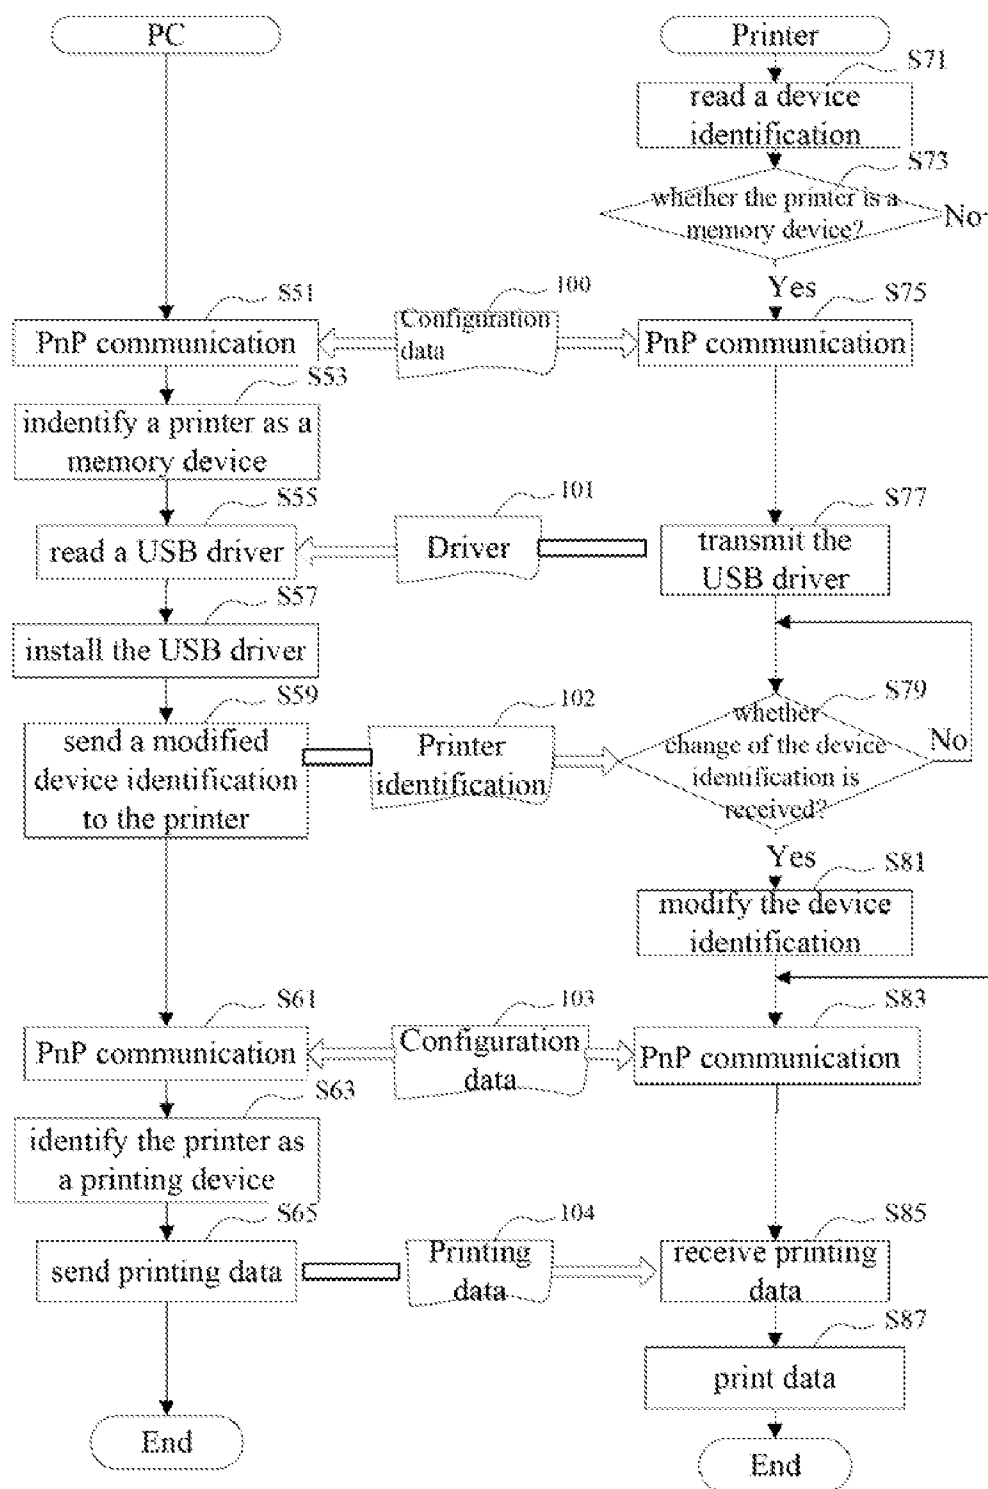 PC
Printer
S71
read a device
identification
S73
whether the printer is a
memory device?
No
Yes
S51
100
S75
PnP communication
Configuration
data
PnP communication
S53
indentify a printer as a
memory device
S55
101
S77
read a USB driver
Driver
transmit the
USB driver
S57
install the USB driver
S59
102
S79
send a modified
device identification
to the printer
Printer
identification
whether
change of the device
identification is
received?
No
Yes
S81
modify the device
identification
S61
103
S83
PnP communication
Configuration
data
PnP communication
S63
identify the printer as
a printing device
S65
104
S85
send printing data
Printing
data
receive printing
data
S87
print data
End
End